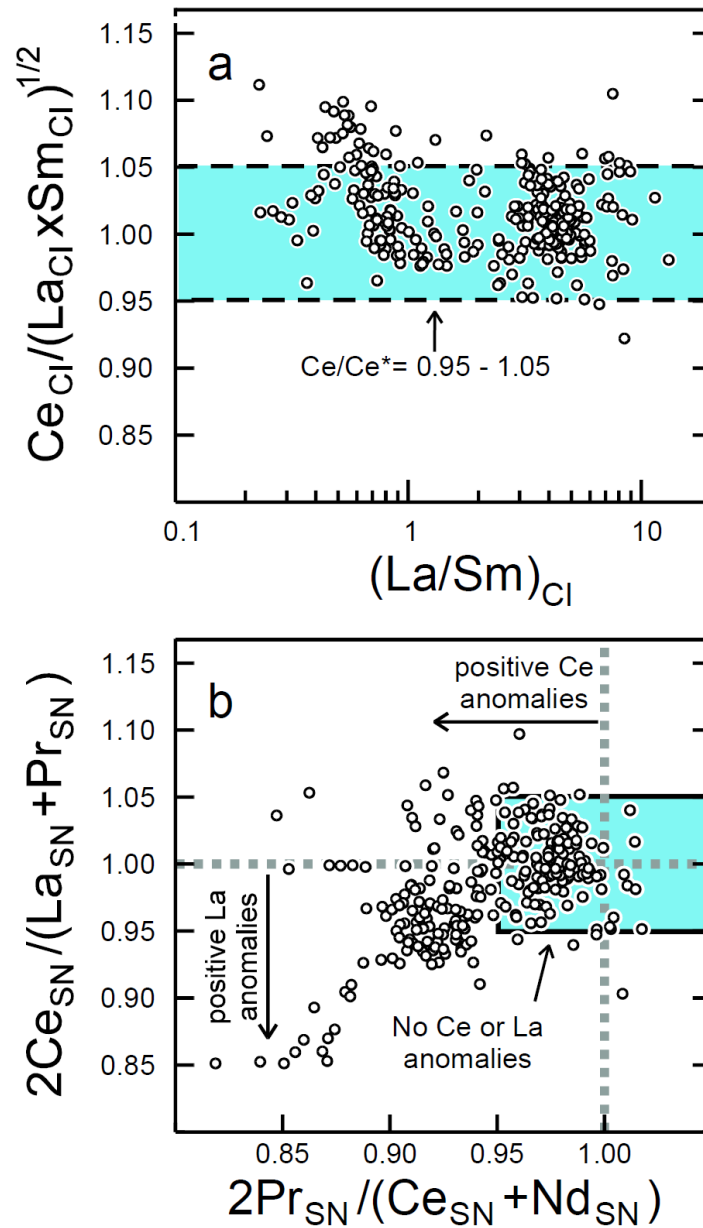 a
Ce_CI/(La_CIxSm_CI)^1/2
1.15
1.10
1.05
1.00
0.95
0.90
0.85
Ce/Ce*= 0.95 - 1.05
0.1
1
10
(La/Sm)_CI
b
2Ce_SN/(La_SN+Pr_SN)
1.15
1.10
1.05
1.00
0.95
0.90
0.85
positive Ce
anomalies
positive La
anomalies
No Ce or La
anomalies
0.85
0.90
0.95
1.00
2Pr_SN/(Ce_SN+Nd_SN)